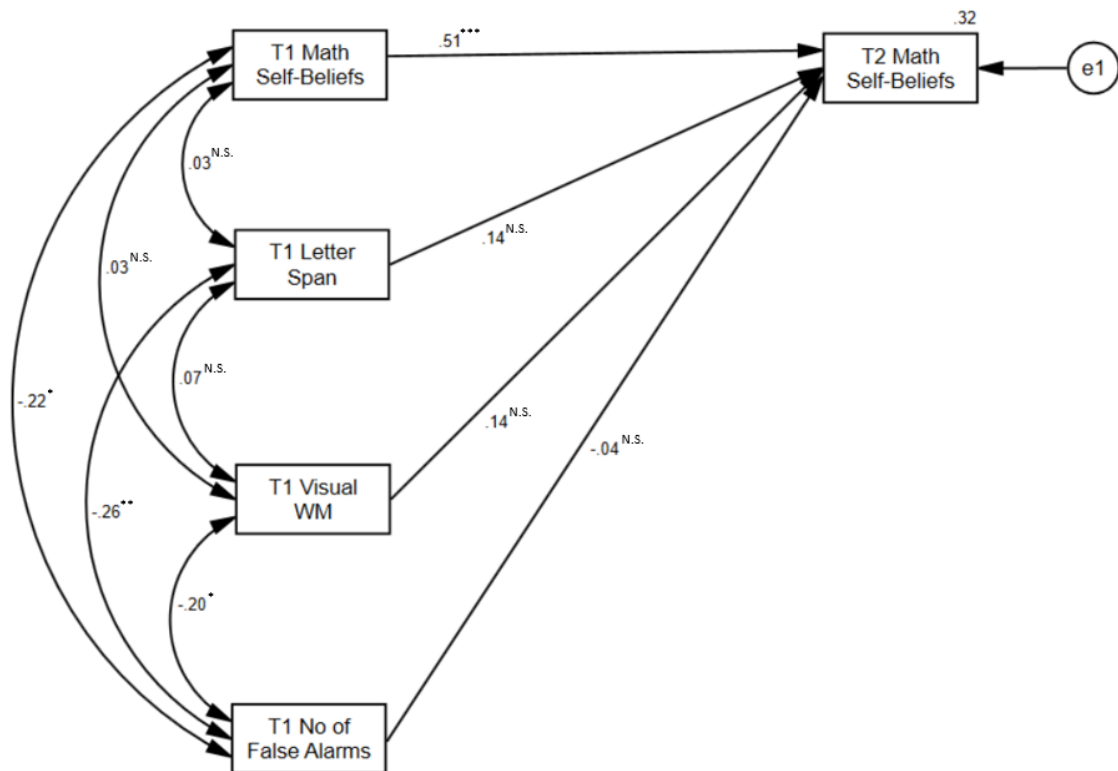 .32
T1 Math
Self-Beliefs
.51***
T2 Math
Self-Beliefs
e1
.03N.S.
T1 Letter
Span
.14N.S.
.03N.S.
.07N.S.
-.22*
.14N.S.
-.04N.S.
T1 Visual
WM
-.26**
-.20*
T1 No of
False Alarms